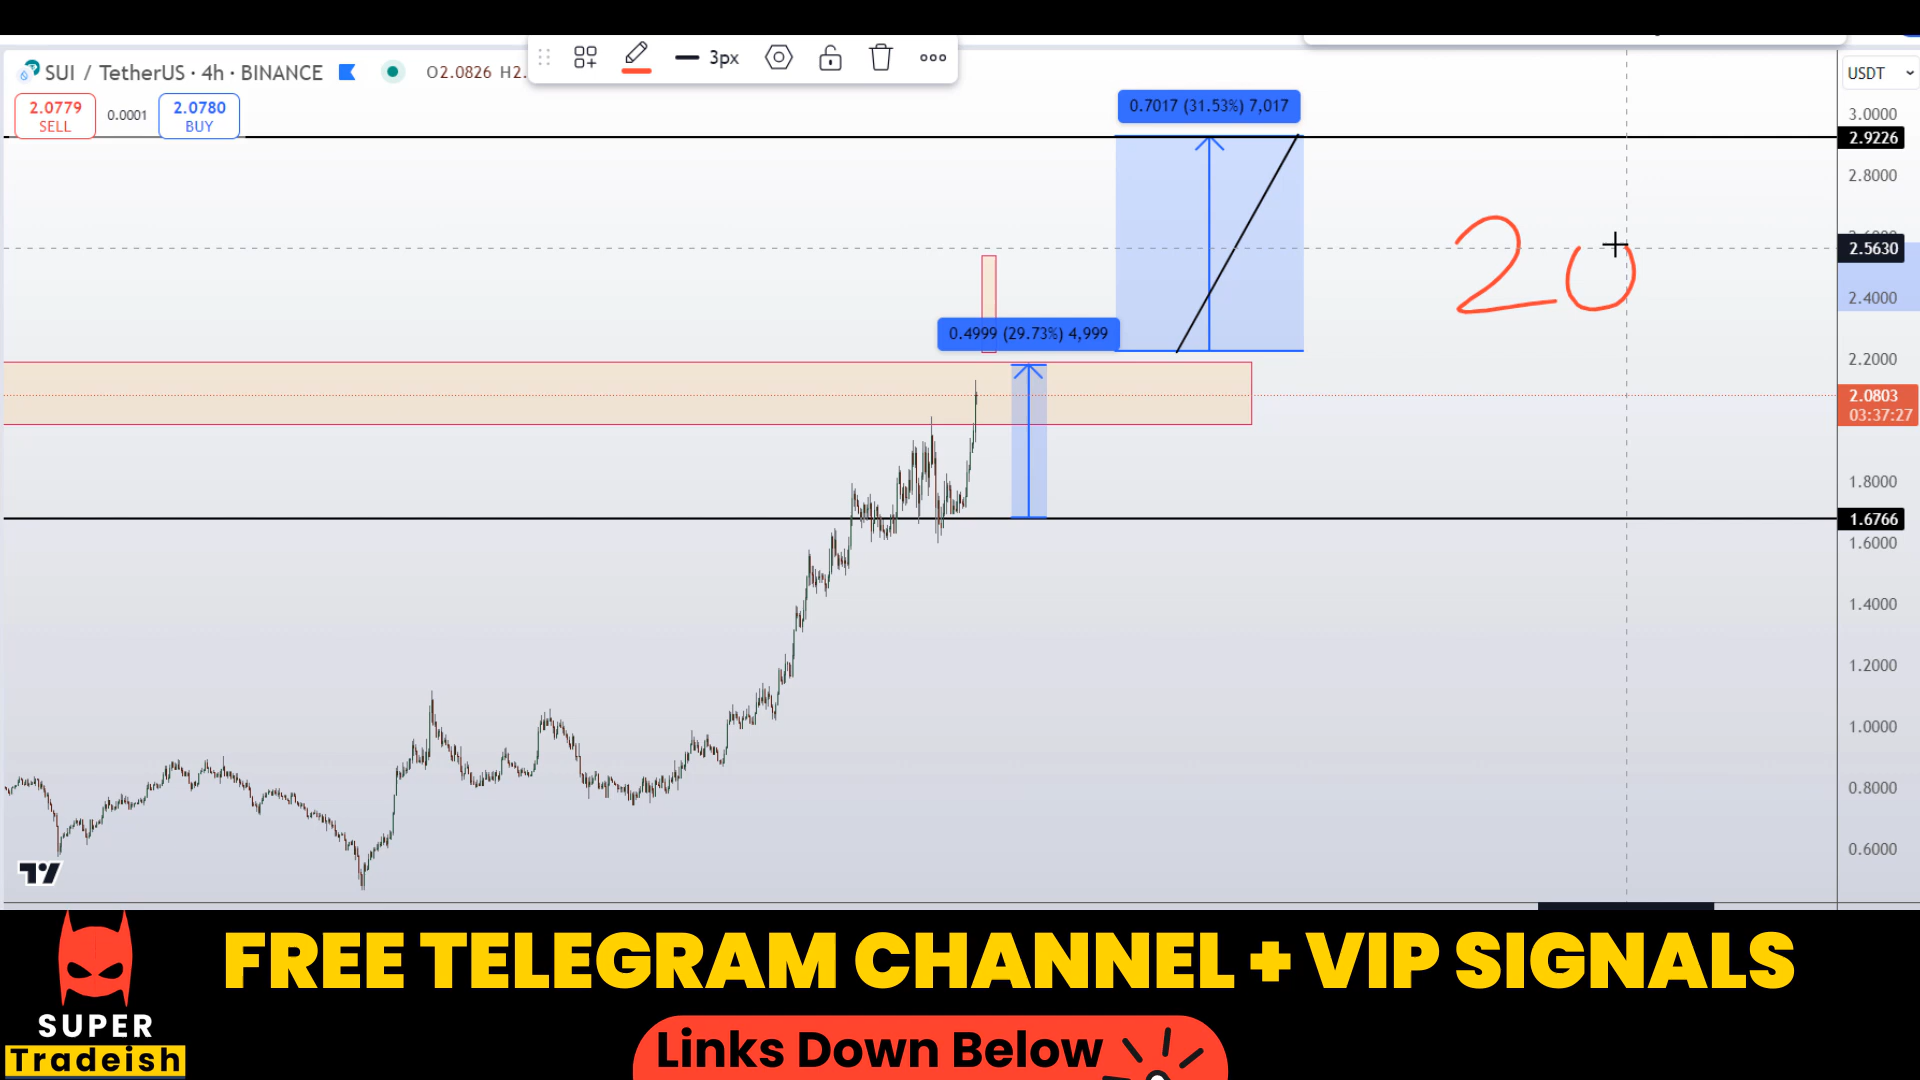 3px
SUI / TetherUS · 4h · BINANCE
O2.0826 H2.
USDT
2.0779
SELL
0.0001
2.0780
BUY
0.7017 (31.53%) 7,017
0.4999 (29.73%) 4,999
20
3.0000
2.9226
2.8000
2.5630
2.4000
2.2000
2.0803
03:37:27
1.8000
1.6766
1.6000
1.4000
1.2000
1.0000
0.8000
0.6000
FREE TELEGRAM CHANNEL + VIP SIGNALS
SUPER
Tradeish
Links Down Below